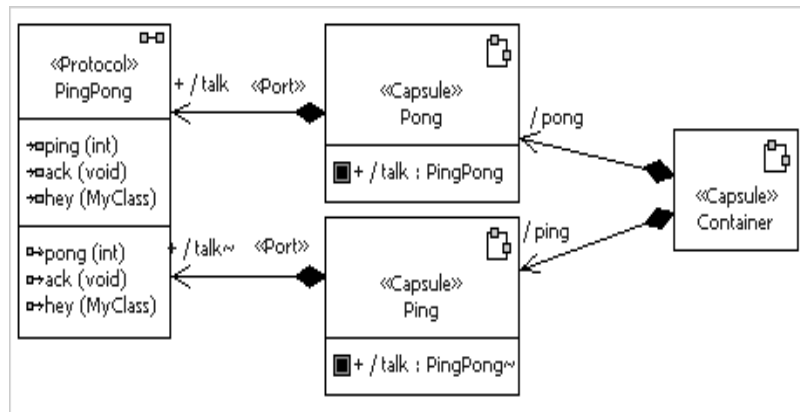 «Protocol»
PingPong
ping (int)
ack (void)
hey (MyClass)
pong (int)
ack (void)
hey (MyClass)
+ / talk
«Port»
+ / talk~
«Port»
«Capsule»
Pong
+ / talk : PingPong
«Capsule»
Ping
+ / talk : PingPong~
/ pong
/ ping
«Capsule»
Container